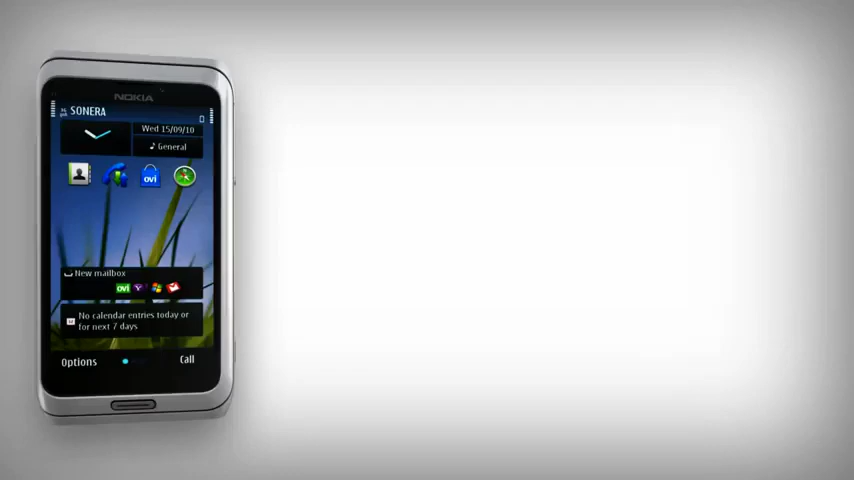 NOKIA
SONERA
Wed 15/09/10
General
ovi
New mailbox
ovi
No calendar entries today or
for next 7 days
Options
Call